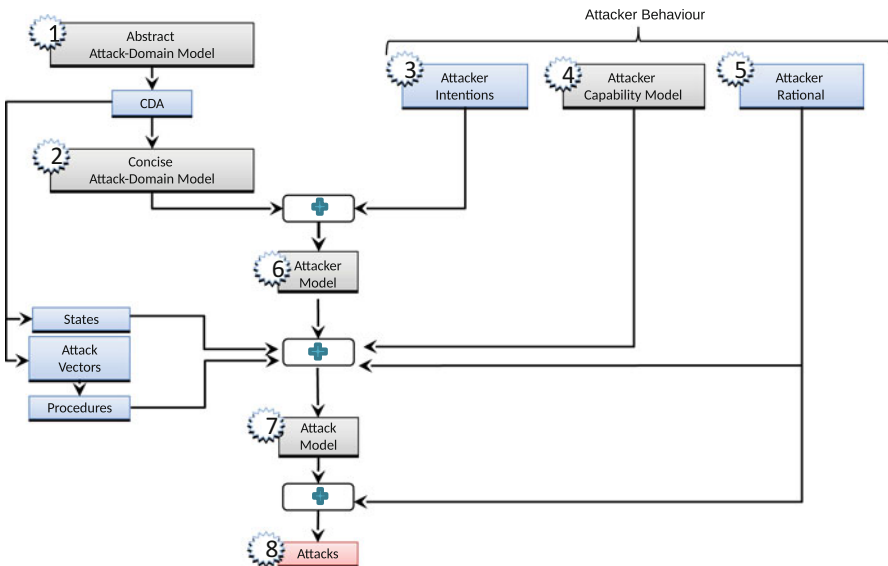 Attacker Behaviour
1
Abstract
Attack-Domain Model
3
Attacker
Intentions
4
Attacker
Capability Model
5
Attacker
Rational
CDA
2
Concise
Attack-Domain Model
6
Attacker
Model
States
Attack
Vectors
Procedures
7
Attack
Model
8
Attacks